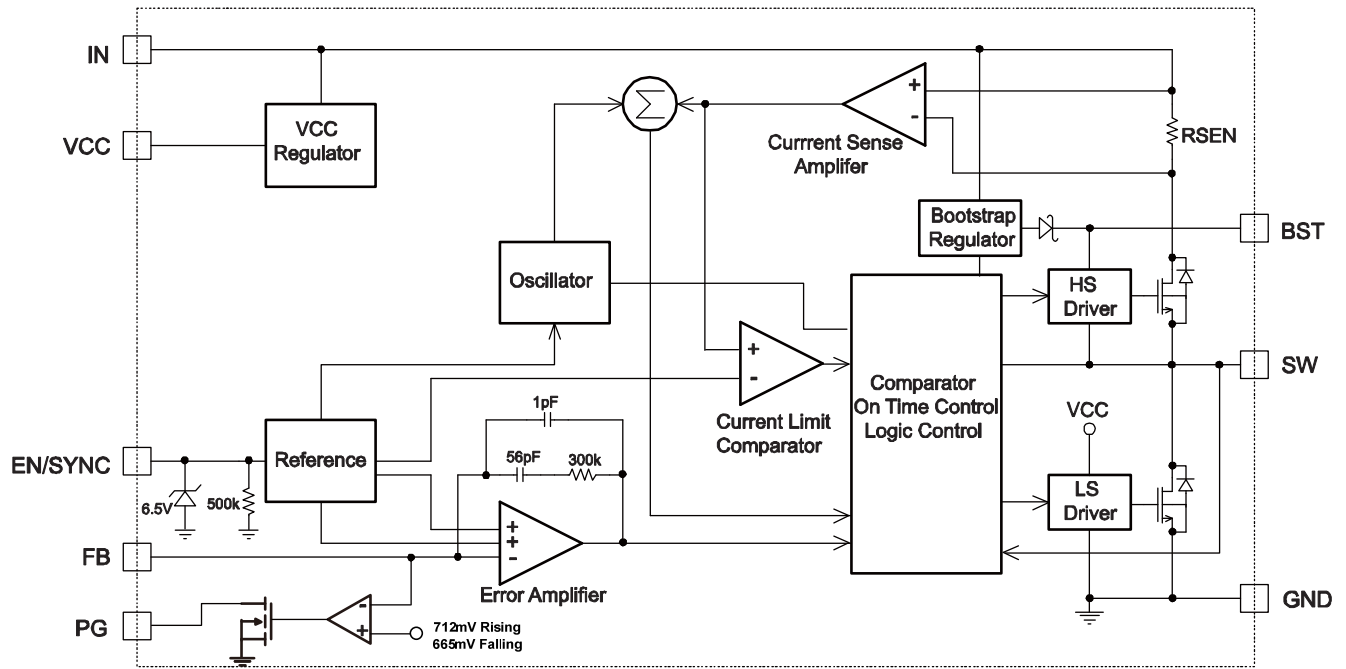 IN
VCC
VCC
Regulator
Σ
+
-
Currrent Sense
Amplifer
RSEN
Bootstrap
Regulator
BST
Oscillator
HS
Driver
+
-
Current Limit
Comparator
Comparator
On Time Control
Logic Control
SW
VCC
LS
Driver
1pF
56pF
300k
EN/SYNC
Reference
6.5V
500k
+
+
-
Error Amplifier
FB
GND
PG
-
+
712mV Rising
665mV Falling